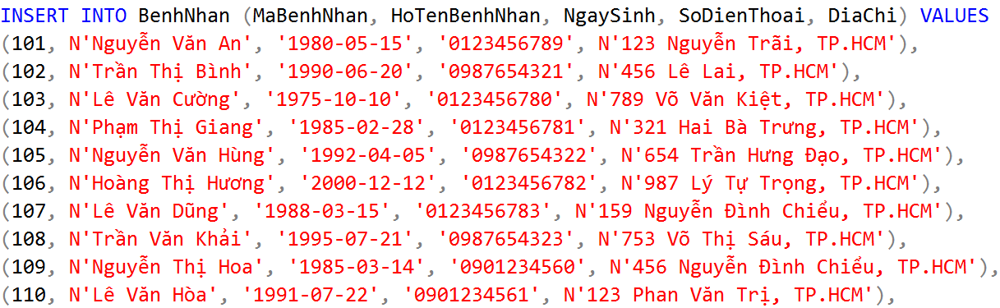 INSERT INTO BenhNhan (MaBenhNhan, HoTenBenhNhan, NgaySinh, SoDienThoai, DiaChi) VALUES
(101, N'Nguyễn Văn An', '1980-05-15', '0123456789', N'123 Nguyễn Trãi, TP.HCM'),
(102, N'Trần Thị Bình', '1990-06-20', '0987654321', N'456 Lê Lai, TP.HCM'),
(103, N'Lê Văn Cường', '1975-10-10', '0123456780', N'789 Võ Văn Kiệt, TP.HCM'),
(104, N'Phạm Thị Giang', '1985-02-28', '0123456781', N'321 Hai Bà Trưng, TP.HCM'),
(105, N'Nguyễn Văn Hùng', '1992-04-05', '0987654322', N'654 Trần Hưng Đạo, TP.HCM'),
(106, N'Hoàng Thị Hương', '2000-12-12', '0123456782', N'987 Lý Tự Trọng, TP.HCM'),
(107, N'Lê Văn Dũng', '1988-03-15', '0123456783', N'159 Nguyễn Đình Chiểu, TP.HCM'),
(108, N'Trần Văn Khải', '1995-07-21', '0987654323', N'753 Võ Thị Sáu, TP.HCM'),
(109, N'Nguyễn Thị Hoa', '1985-03-14', '0901234560', N'456 Nguyễn Đình Chiểu, TP.HCM'),
(110, N'Lê Văn Hòa', '1991-07-22', '0901234561', N'123 Phan Văn Trị, TP.HCM'),